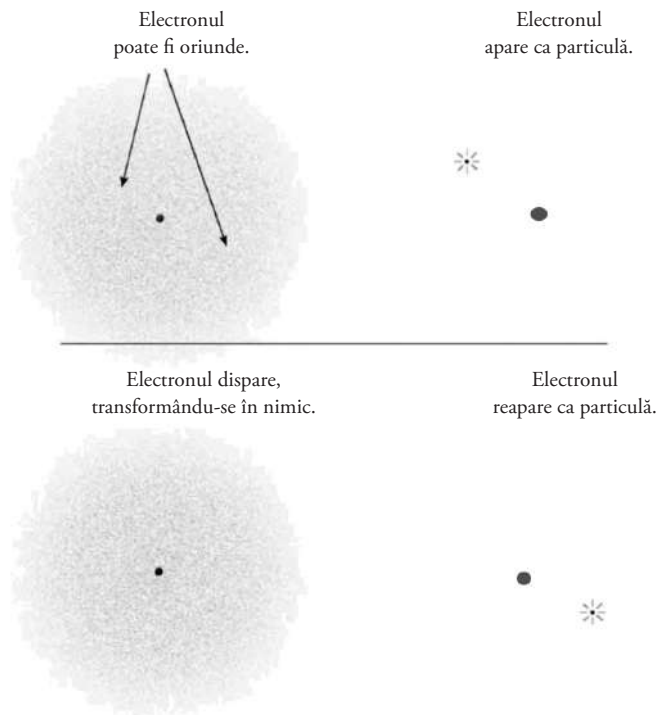 Electronul
poate fi oriunde.
Electronul
apare ca particulă.
Electronul dispare,
transformându-se în nimic.
Electronul
reapare ca particulă.